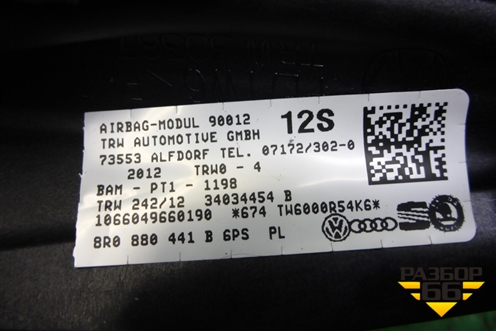 AIRBAG-MODUL 90012 12S
TRW AUTOMOTIVE GMBH
73553 ALFDORF TEL. 07172/302-0
2012 TRW0 - 4
BAM - PT1 - 1198
TRW 242/12 34034454 B
1066049660190 *674 TW6000R54KG*
8R0 880 441 B 6PS PL
РАЗБОР
66